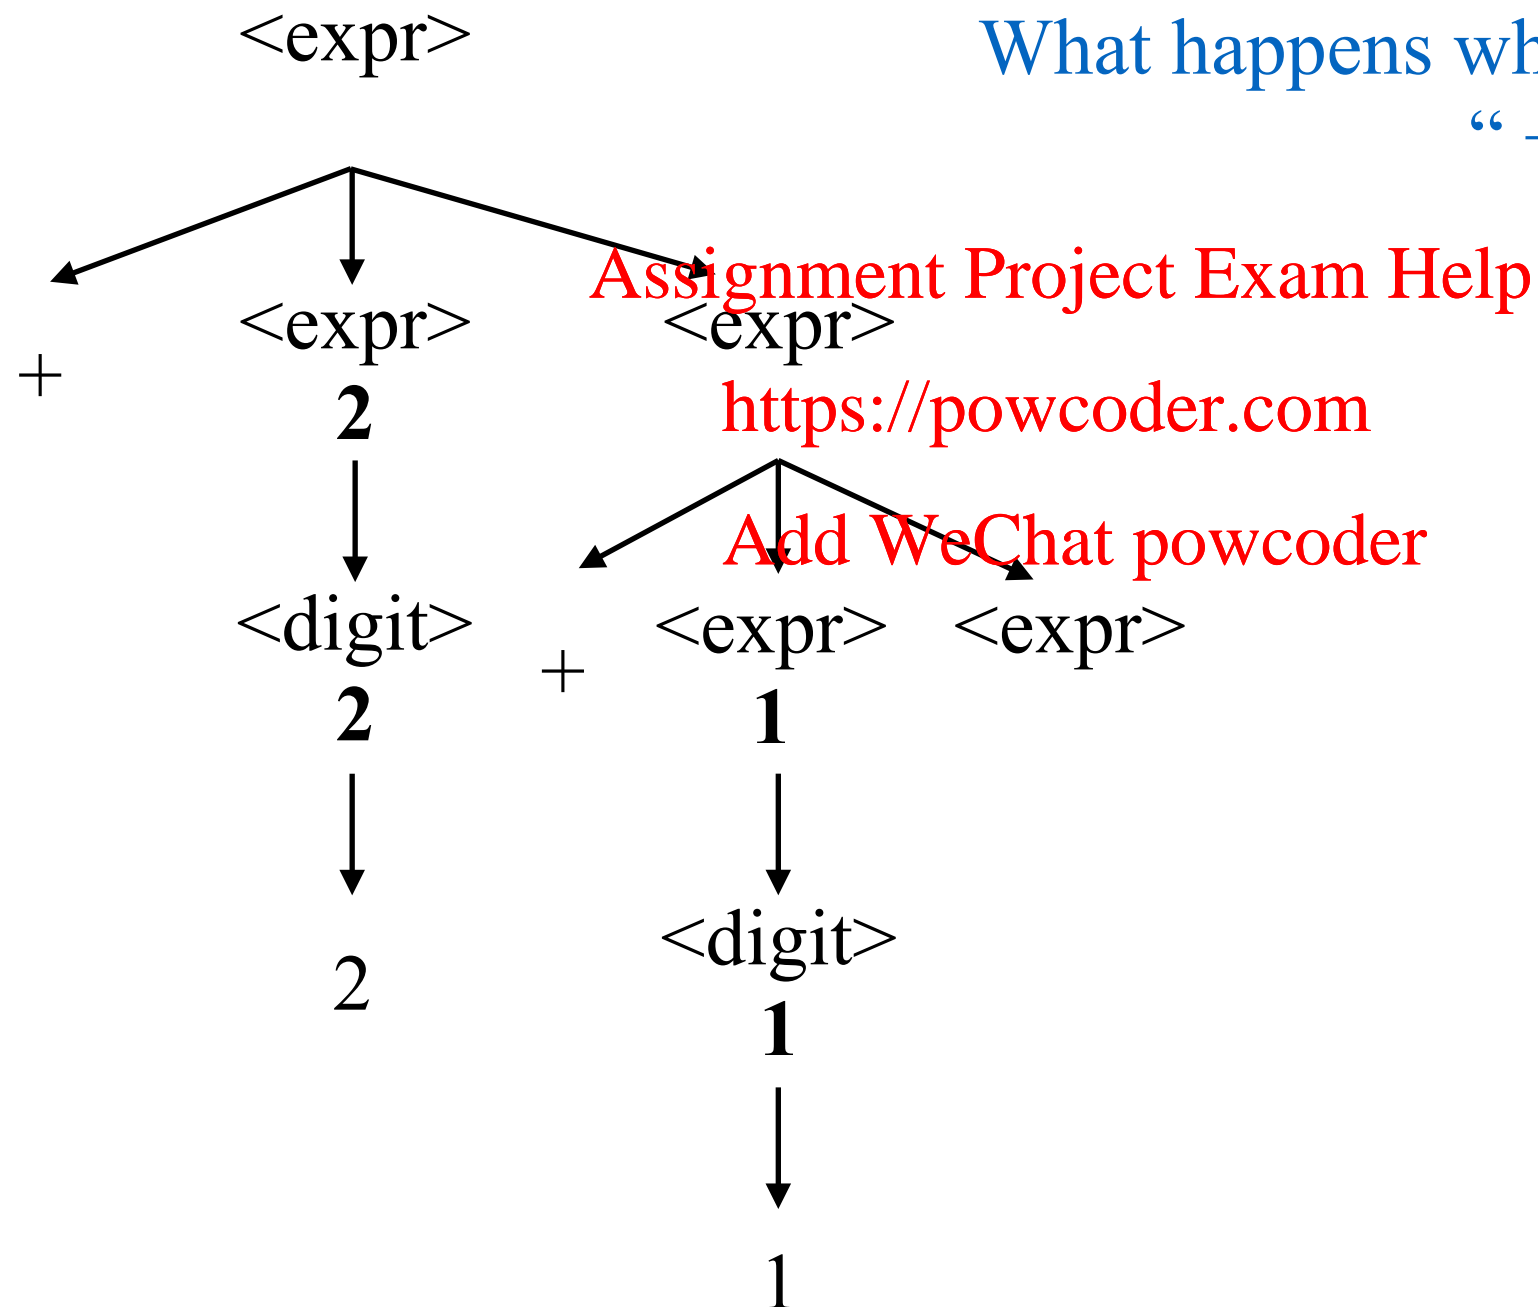 <expr>
What happens wh
“ +
Assignment Project Exam Help
<expr>
<expr>
+
2
https://powcoder.com
Add WeChat powcoder
<digit>
<expr>
<expr>
+
2
1
<digit>
2
1
1